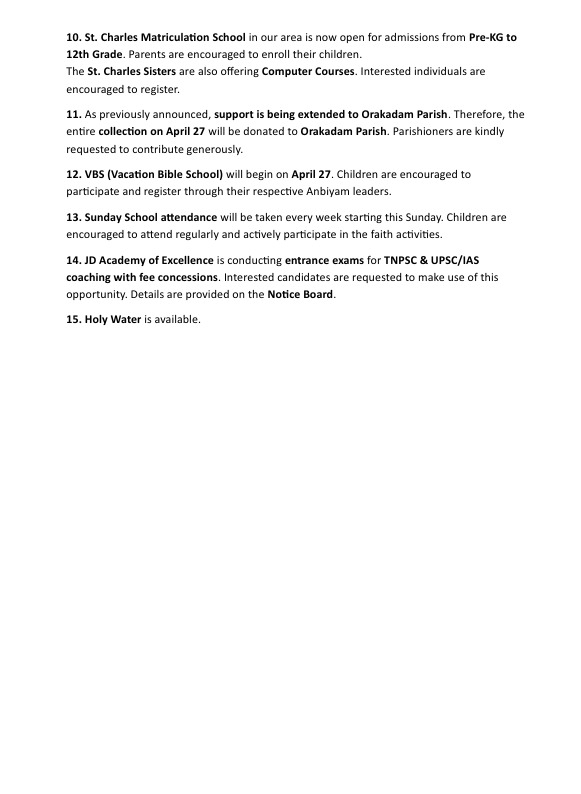 10. St. Charles Matriculation School in our area is now open for admissions from Pre-KG to
12th Grade. Parents are encouraged to enroll their children.
The St. Charles Sisters are also offering Computer Courses. Interested individuals are
encouraged to register.
11. As previously announced, support is being extended to Orakadam Parish. Therefore, the
entire collection on April 27 will be donated to Orakadam Parish. Parishioners are kindly
requested to contribute generously.
12. VBS (Vacation Bible School) will begin on April 27. Children are encouraged to
participate and register through their respective Anbiyam leaders.
13. Sunday School attendance will be taken every week starting this Sunday. Children are
encouraged to attend regularly and actively participate in the faith activities.
14. JD Academy of Excellence is conducting entrance exams for TNPSC & UPSC/IAS
coaching with fee concessions. Interested candidates are requested to make use of this
opportunity. Details are provided on the Notice Board.
15. Holy Water is available.